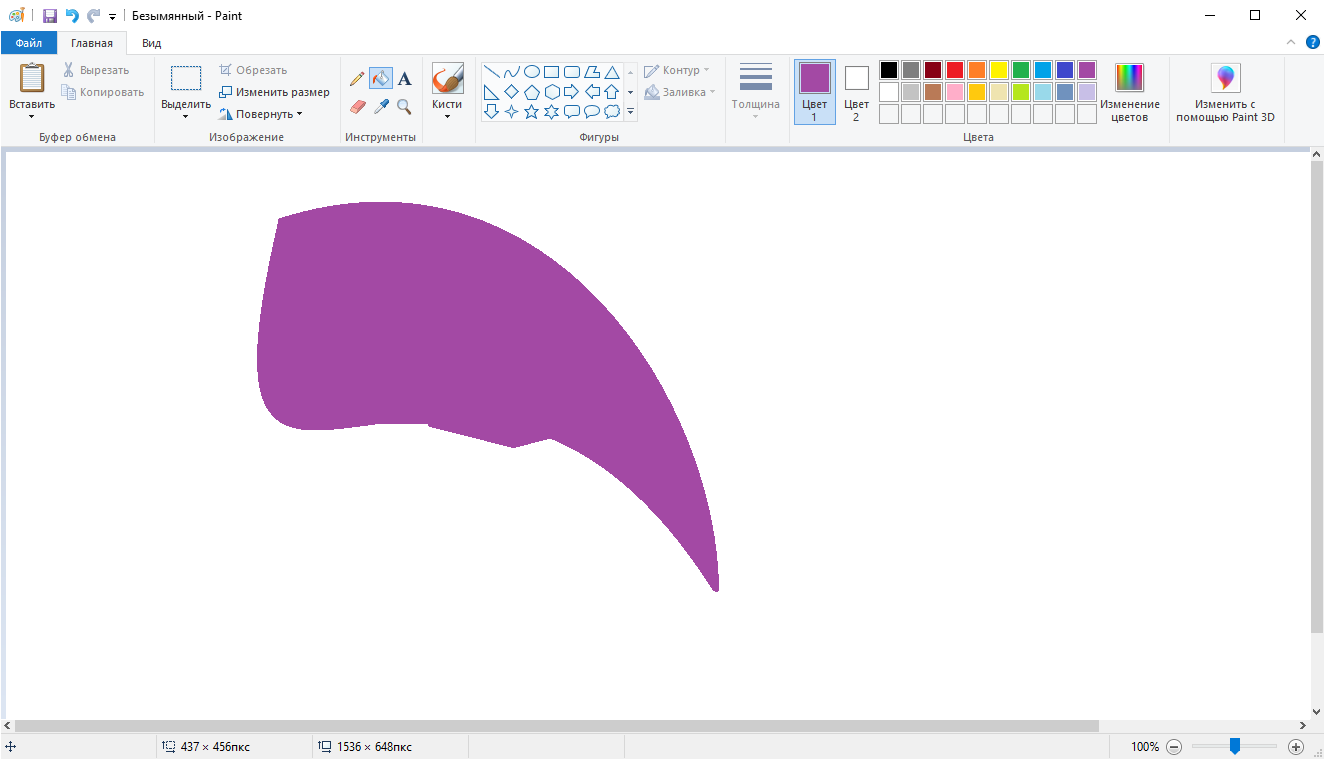 Безымянный - Paint
Файл Главная Вид
Вставить
Вырезать
Копировать
Буфер обмена
Выделить
Обрезать
Изменить размер
Повернуть
Изображение
A
Инструменты
Кисти
Контур
Заливка
Фигуры
Толщина
Цвет
1
Цвет
2
Цвета
Изменение
цветов
Изменить с
помощью Paint 3D
?
437 × 456пкс
1536 × 648пкс
100%